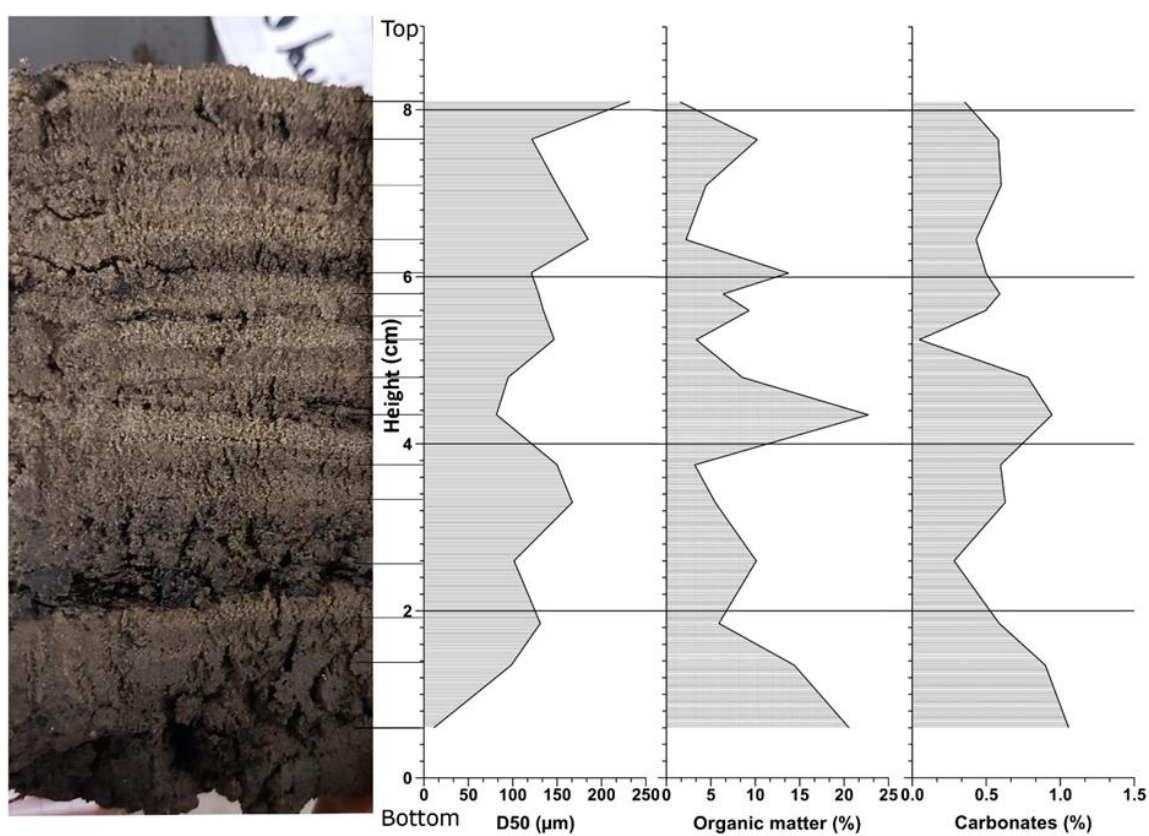 Top
8
6
Height (cm)
4
2
0
Bottom
0 50 100 150 200 250
D50 (µm)
0 5 10 15 20 25
Organic matter (%)
0.0 0.5 1.0 1.5
Carbonates (%)